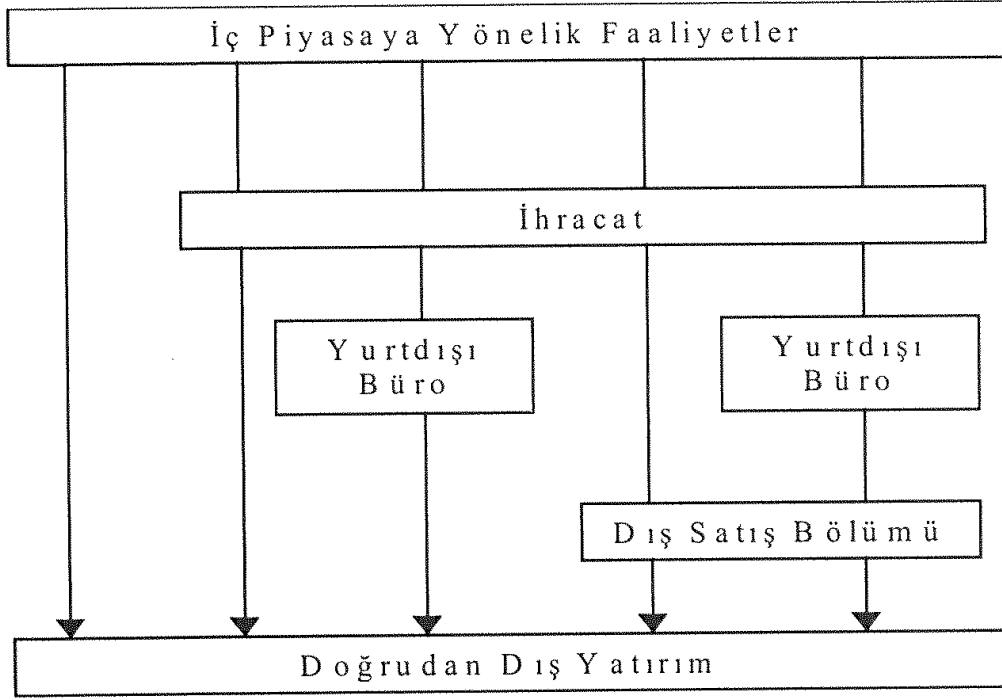 İç Piyasaya Yönelik Faaliyetler
İhracat
Yurtdışı
Büro
Yurtdışı
Büro
Dış Satış Bölümü
Doğrudan Dış Yatırım